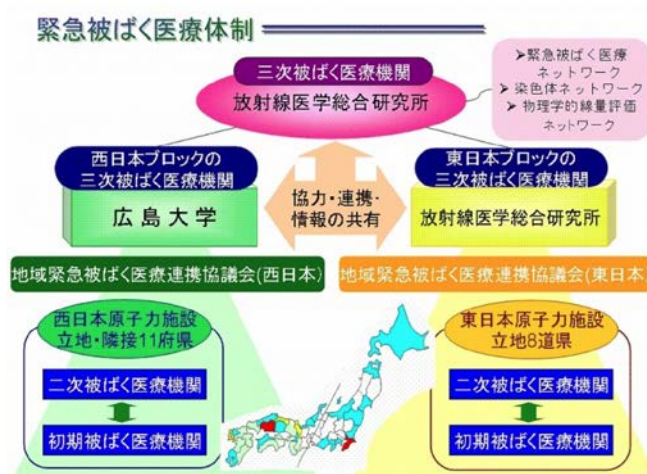 緊急被ばく医療体制
三次被ばく医療機関
放射線医学総合研究所
➢緊急被ばく医療
ネットワーク
➢染色体ネットワーク
➢物理学的線量評価
ネットワーク
西日本ブロックの
三次被ばく医療機関
広島大学
協力・連携・
情報の共有
東日本ブロックの
三次被ばく医療機関
放射線医学総合研究所
地域緊急被ばく医療連携協議会(西日本)
地域緊急被ばく医療連携協議会(東日本
西日本原子力施設
立地・隣接11府県
二次被ばく医療機関
初期被ばく医療機関
東日本原子力施設
立地8道県
二次被ばく医療機関
初期被ばく医療機関